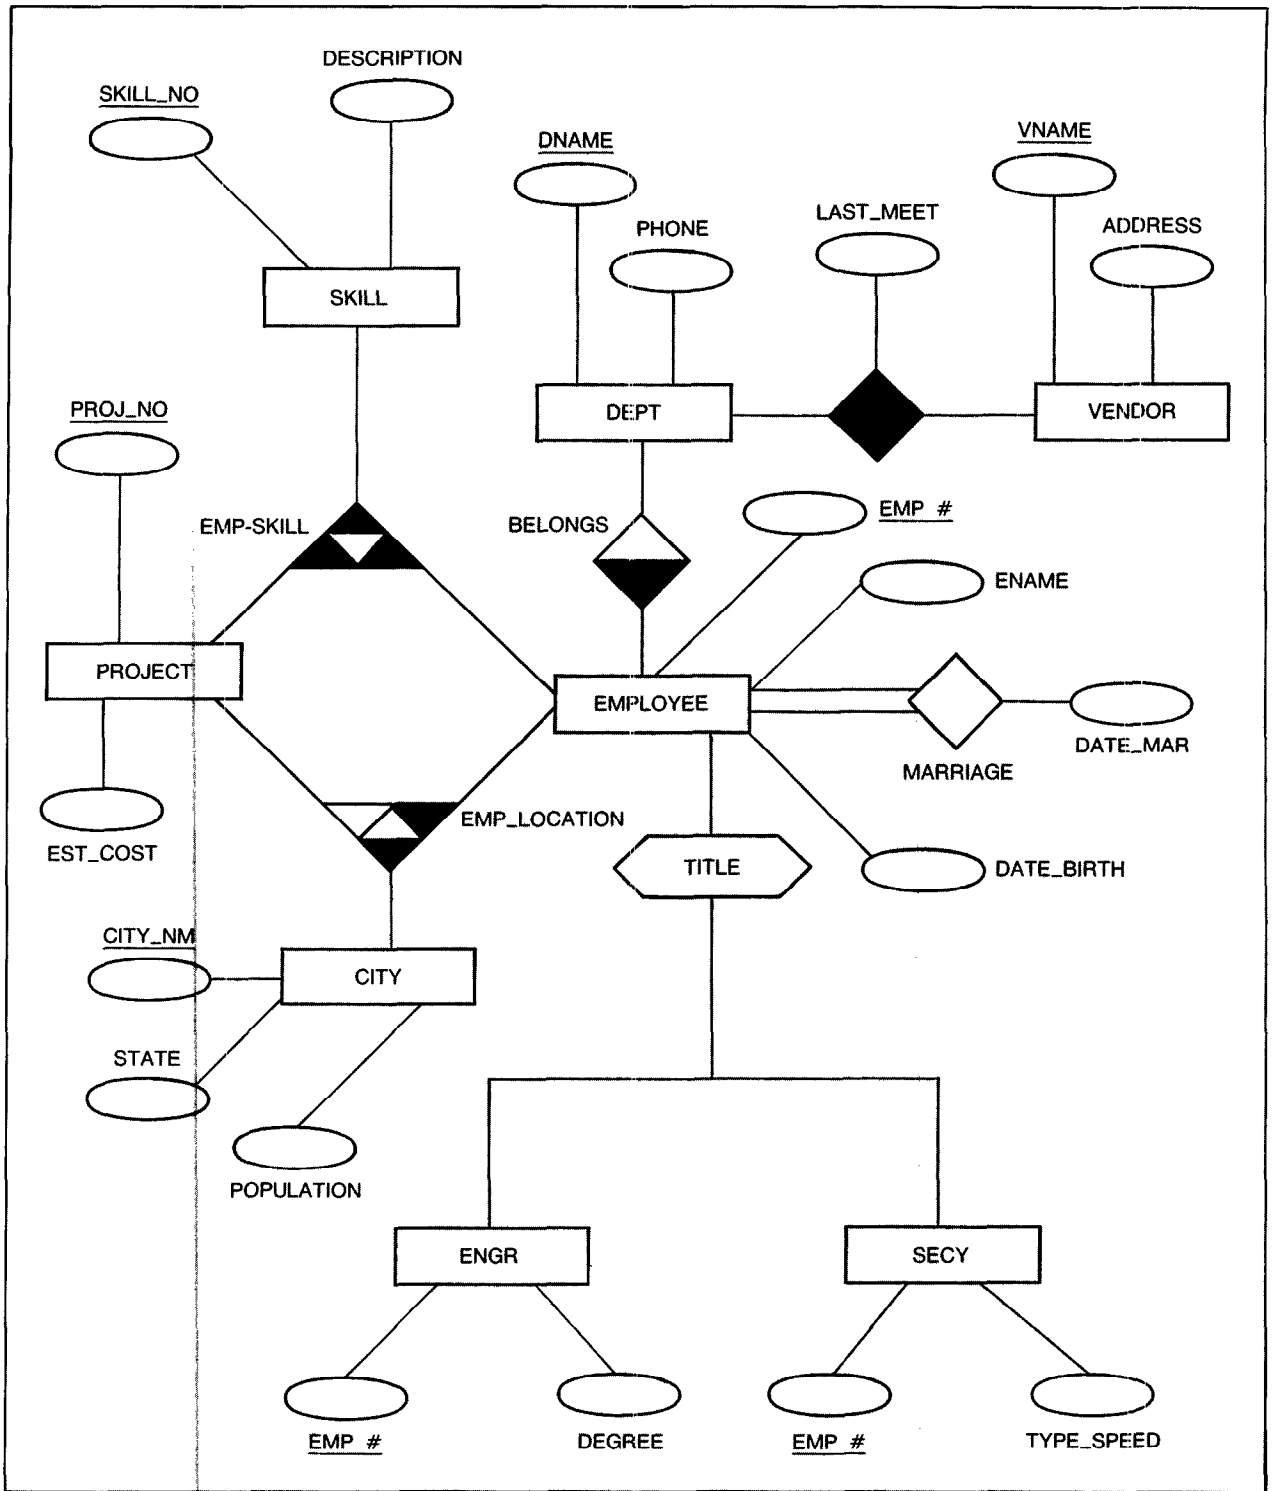 DESCRIPTION
SKILL_NO
DNAME
VNAME
LAST_MEET
PHONE
ADDRESS
SKILL
PROJ_NO
DEPT
VENDOR
EMP #
EMP-SKILL
BELONGS
ENAME
PROJECT
EMPLOYEE
DATE_MAR
MARRIAGE
EMP_LOCATION
EST_COST
TITLE
DATE_BIRTH
CITY_NM
CITY
STATE
POPULATION
ENGR
SECY
EMP #
DEGREE
EMP #
TYPE_SPEED